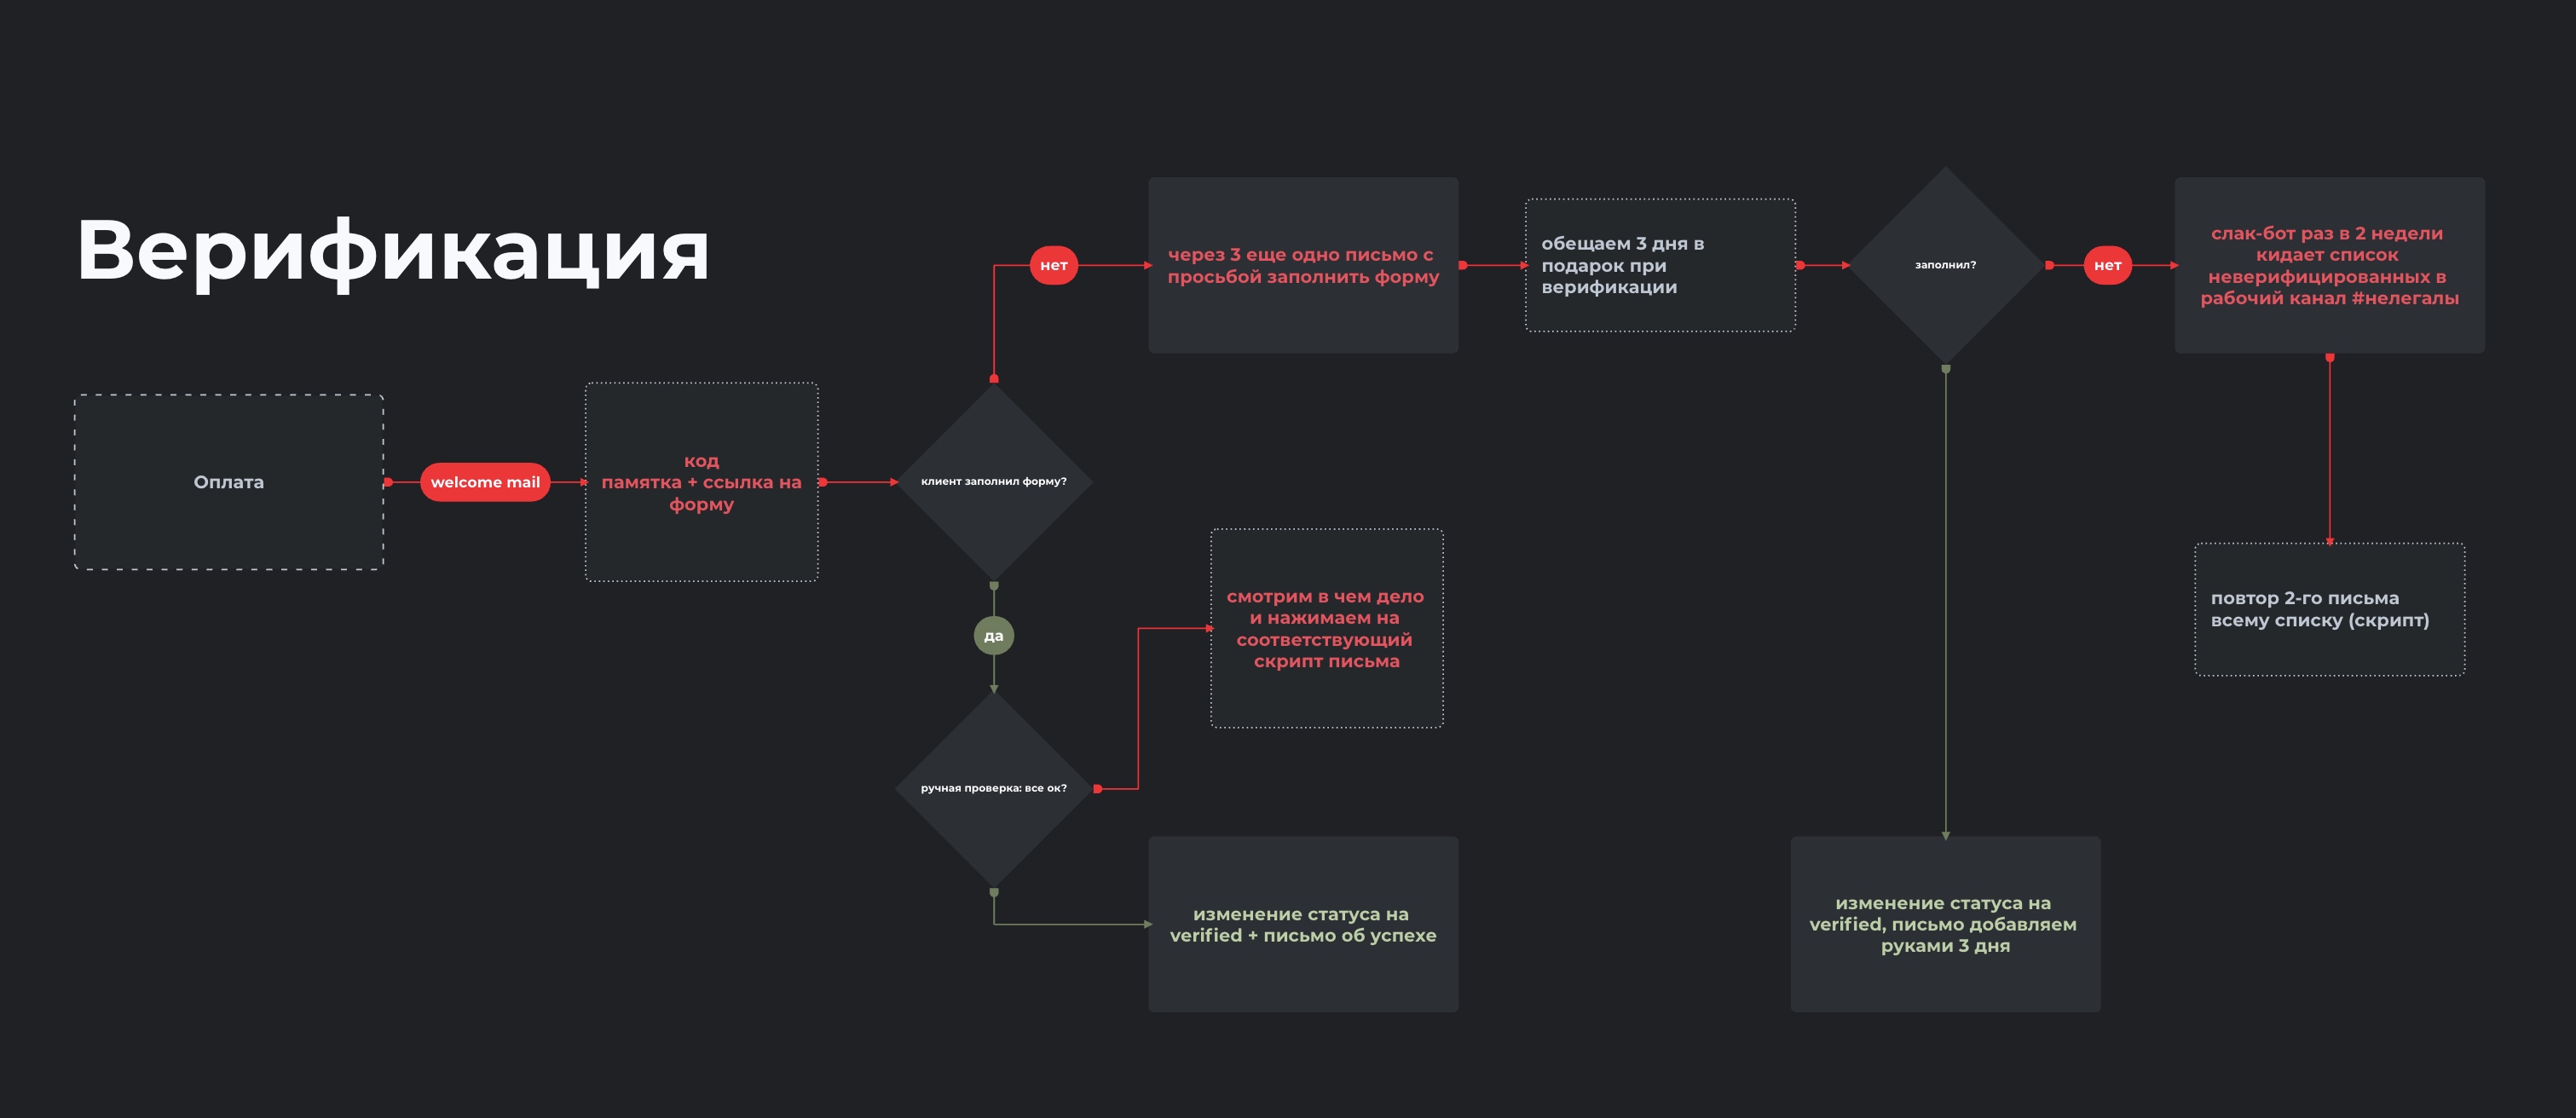 Верификация
Оплата
welcome mail
код
памятка + ссылка на
форму
клиент заполнил форму?
нет
через 3 еще одно письмо с
просьбой заполнить форму
обещаем 3 дня в
подарок при
верификации
заполнил?
нет
слак-бот раз в 2 недели
кидает список
неверифицированных в
рабочий канал #нелегалы
повтор 2-го письма
всему списку (скрипт)
да
ручная проверка: все ок?
смотрим в чем дело
и нажимаем на
соответствующий
скрипт письма
изменение статуса на
verified + письмо об успехе
изменение статуса на
verified, письмо добавляем
руками 3 дня